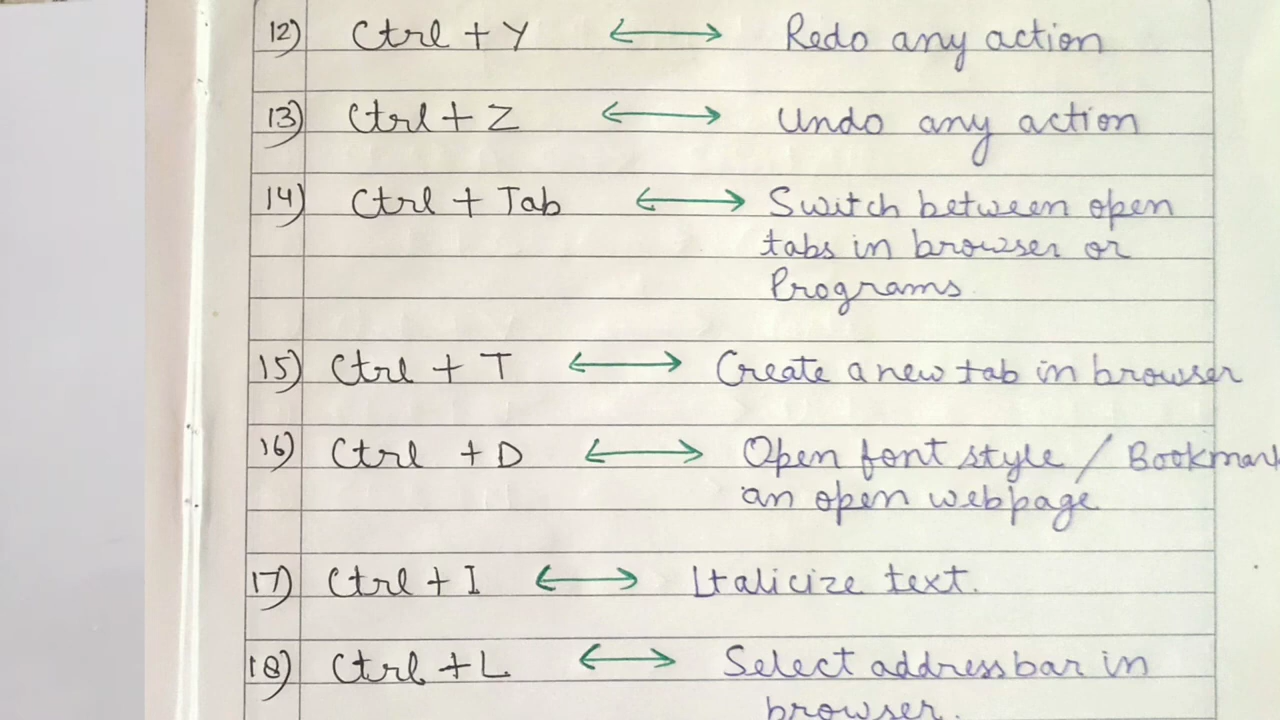 12) Ctrl + Y ⟷ Redo any action
13) Ctrl + Z ⟷ Undo any action
14) Ctrl + Tab ⟷ Switch between open
tabs in browser or
Programs
15) Ctrl + T ⟷ Create a new tab in browser
16) Ctrl + D ⟷ Open font style / Bookmark
an open webpage
17) Ctrl + I ⟷ Italicize text.
18) Ctrl + L ⟷ Select address bar in
browser.